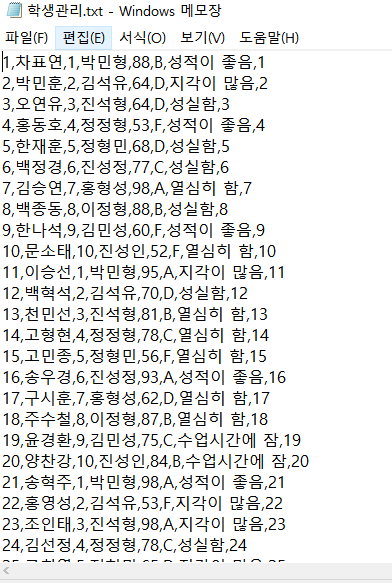 학생관리.txt - Windows 메모장
파일(F) 편집(E) 서식(O) 보기(V) 도움말(H)
1,차표연,1,박민형,88,B,성적이 좋음,1
2,박민훈,2,김석유,64,D,지각이 많음,2
3,오연유,3,진석형,64,D,성실함,3
4,홍동호,4,정정형,53,F,성적이 좋음,4
5,한재훈,5,정형민,68,D,성실함,5
6,백정경,6,진성정,77,C,성실함,6
7,김승연,7,홍형성,98,A,열심히 함,7
8,백종동,8,이정형,88,B,성실함,8
9,한나석,9,김민성,60,F,성적이 좋음,9
10,문소태,10,진성인,52,F,열심히 함,10
11,이승선,1,박민형,95,A,지각이 많음,11
12,백혁석,2,김석유,70,D,성실함,12
13,천민선,3,진석형,81,B,열심히 함,13
14,고형현,4,정정형,78,C,열심히 함,14
15,고민종,5,정형민,56,F,열심히 함,15
16,송우경,6,진성정,93,A,성적이 좋음,16
17,구시훈,7,홍형성,62,D,열심히 함,17
18,주수철,8,이정형,87,B,열심히 함,18
19,윤경환,9,김민성,75,C,수업시간에 잠,19
20,양찬강,10,진성인,84,B,수업시간에 잠,20
21,송혁주,1,박민형,98,A,성적이 좋음,21
22,홍영성,2,김석유,53,F,지각이 많음,22
23,조인태,3,진석형,98,A,지각이 많음,23
24,김선정,4,정정형,78,C,성실함,24